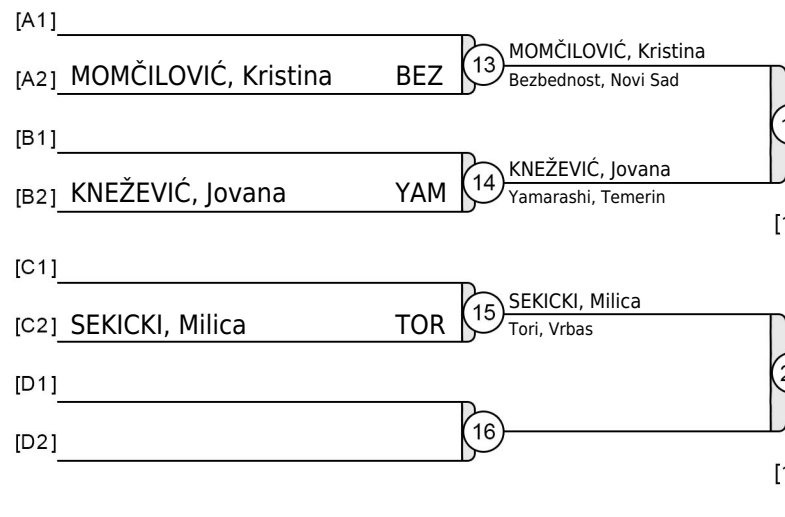 [A1]
[A2] MOMČILOVIĆ, Kristina BEZ
13
MOMČILOVIĆ, Kristina
Bezbednost, Novi Sad
[B1]
[B2] KNEŽEVIĆ, Jovana YAM
14
KNEŽEVIĆ, Jovana
Yamarashi, Temerin
[C1]
[C2] SEKICKI, Milica TOR
15
SEKICKI, Milica
Tori, Vrbas
[D1]
[D2]
16